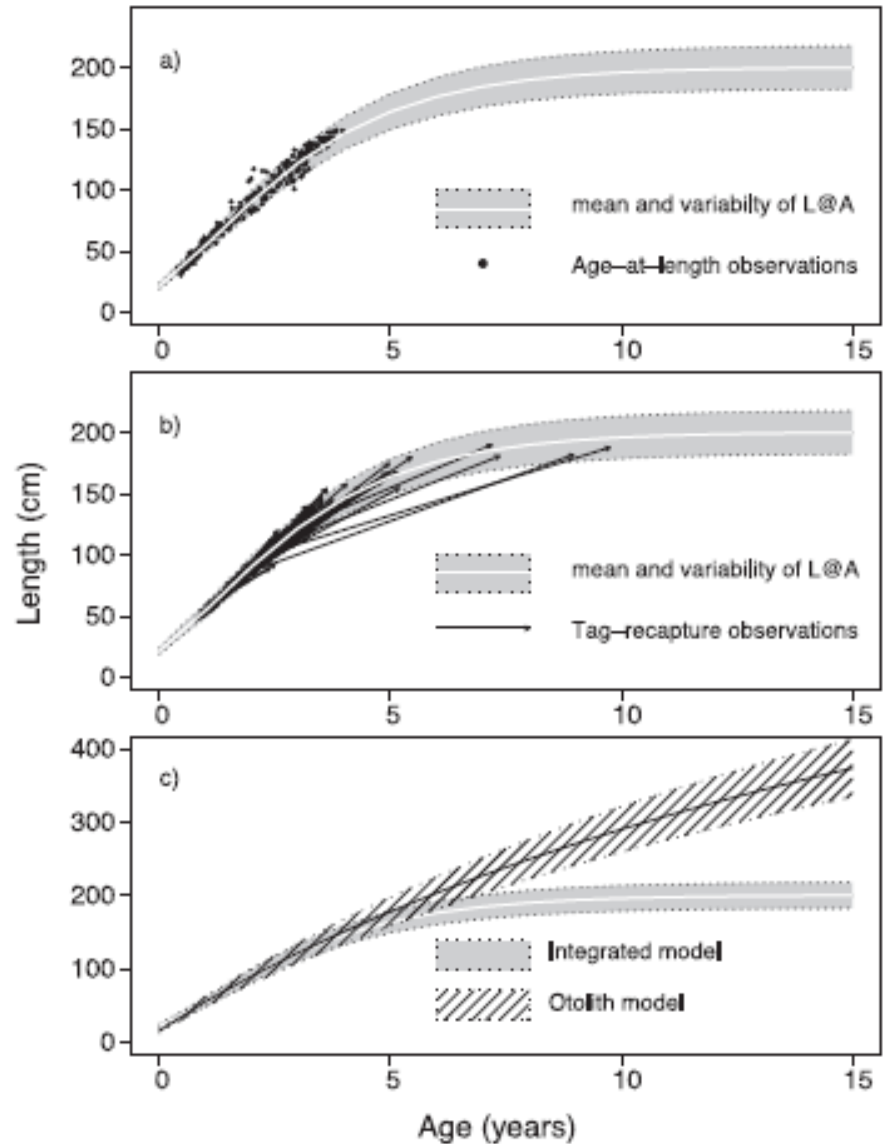 a)
200
150
100
50
0
mean and variabilty of L@A
Age–at–length observations
0 5 10 15
b)
200
150
100
50
0
mean and variability of L@A
Tag–recapture observations
0 5 10 15
Length (cm)
c)
400
300
200
100
0
Integrated model
Otolith model
0 5 10 15
Age (years)